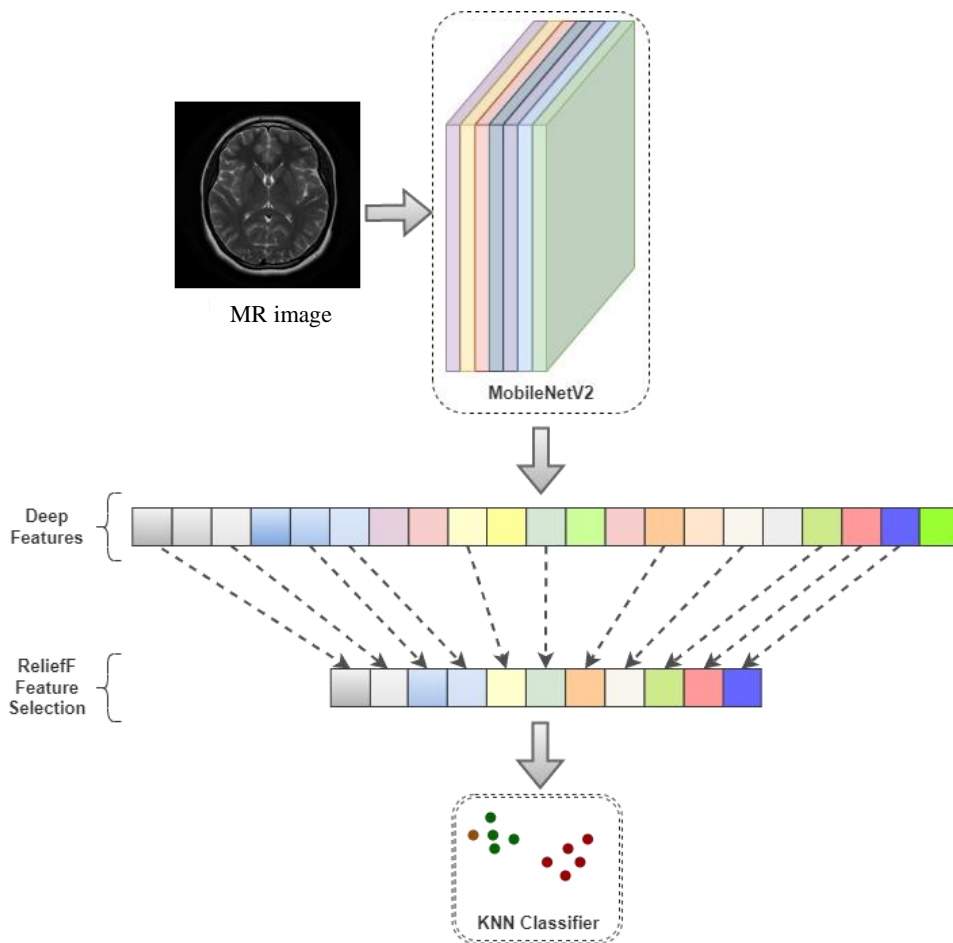 MR image
MobileNetV2
Deep
Features
ReliefF
Feature
Selection
KNN Classifier